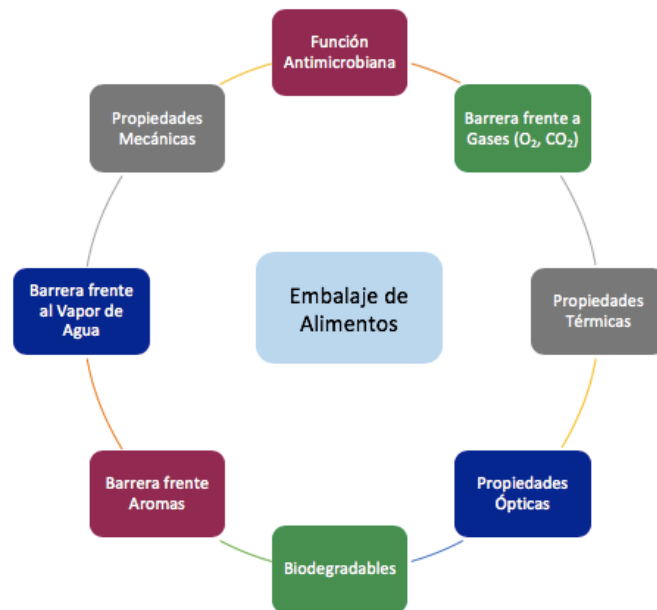 Función
Antimicrobiana
Propiedades
Mecánicas
Barrera frente a
Gases (O₂, CO₂)
Barrera frente
al Vapor de
Agua
Embalaje de
Alimentos
Propiedades
Térmicas
Barrera frente
Aromas
Propiedades
Ópticas
Biodegradables